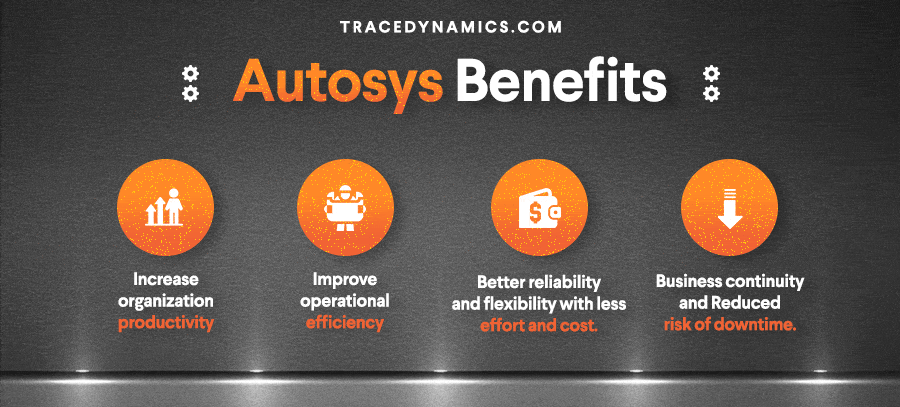 TRACEDYNAMICS.COM
Autosys Benefits
Increase
organization
productivity
Improve
operational
efficiency
$
Better reliability
and flexibility with less
effort and cost.
Business continuity
and Reduced
risk of downtime.